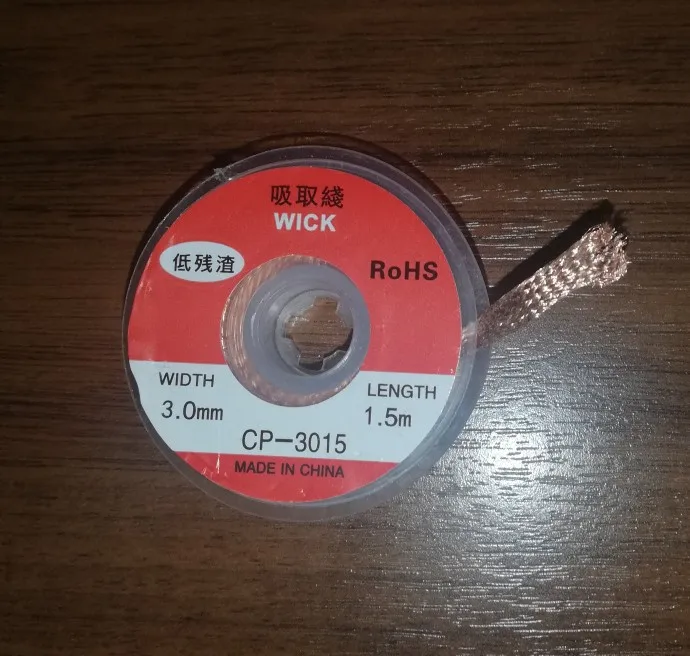 吸取綫
WICK
低残渣
RoHS
WIDTH
3.0mm
LENGTH
1.5m
CP-3015
MADE IN CHINA